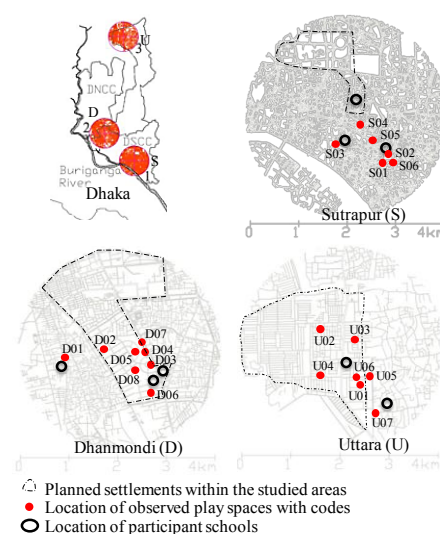 U
3
DNCC
D
2
DSCC
S
1
Buriganga
River
Dhaka
S04
S05
S03
S02
S01 S06
0 1 2 3 4km
Sutrapur (S)
D07
D01
D02
D04
D05
D03
D08
D06
0 1 2 3 4km
Dhanmondi (D)
U02
U03
U04
U06
U05
U01
U07
0 1 2 3 4km
Uttara (U)
Planned settlements within the studied areas
Location of observed play spaces with codes
Location of participant schools